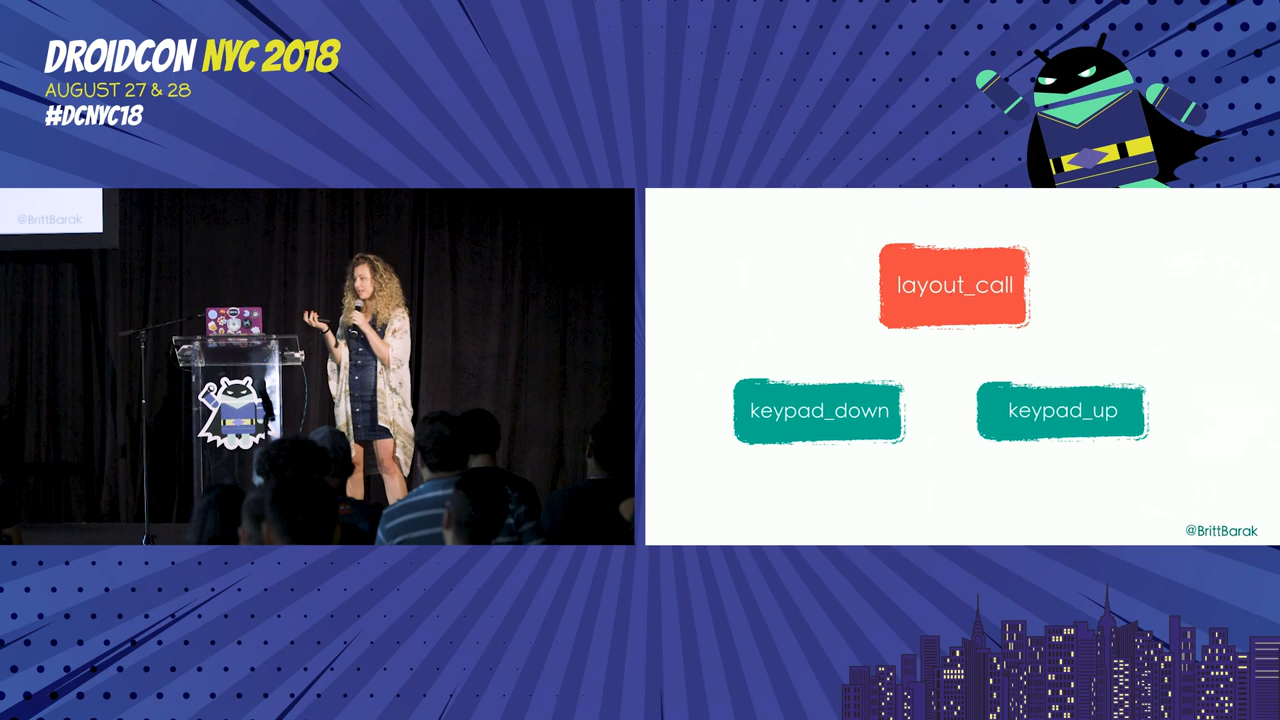 DROIDCON NYC 2018
AUGUST 27 & 28
#DCNYC18
@BrittBarak
layout_call
keypad_down
keypad_up
@BrittBarak